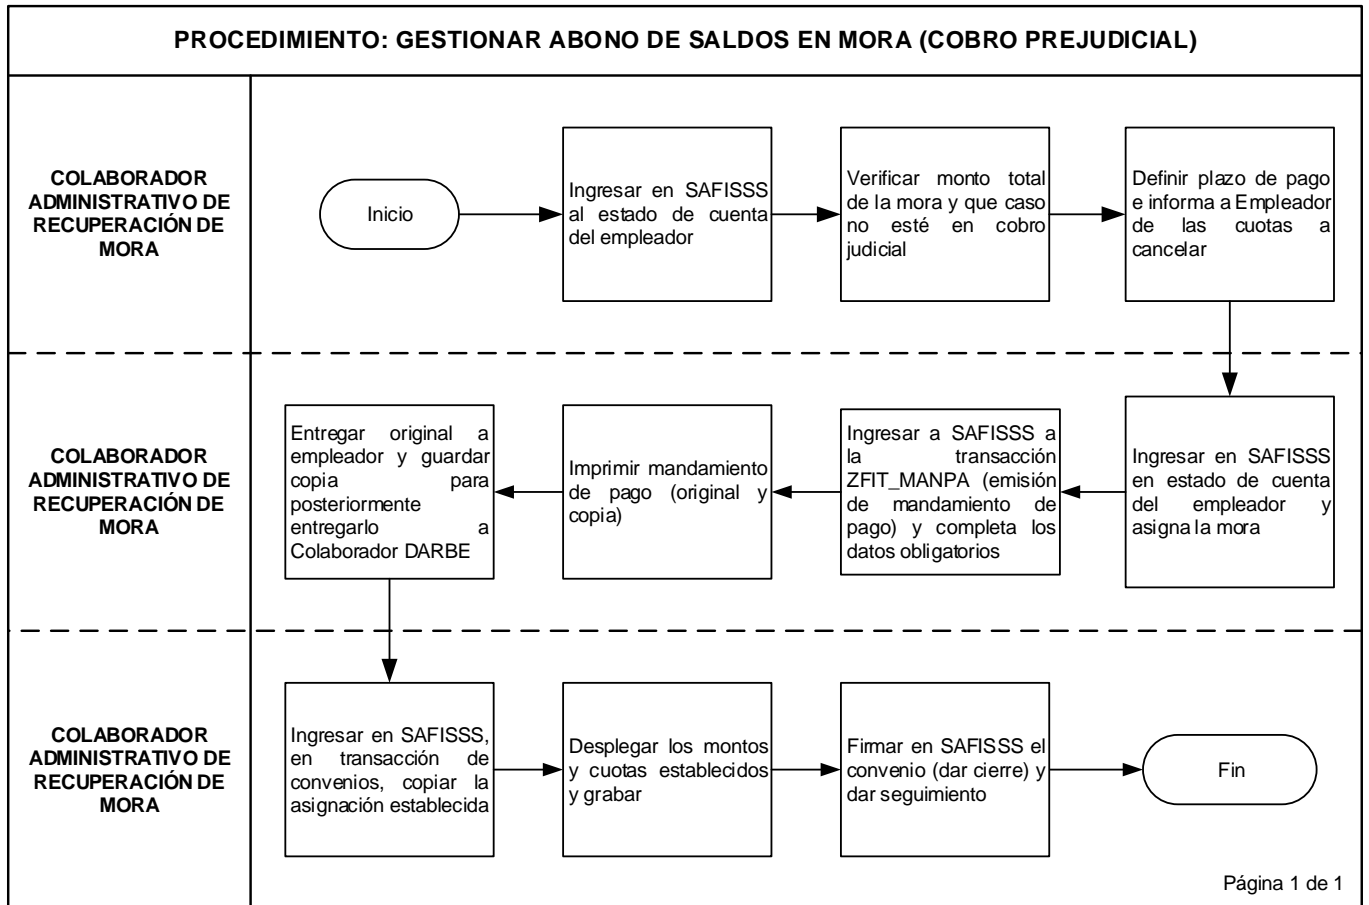 PROCEDIMIENTO: GESTIONAR ABONO DE SALDOS EN MORA (COBRO PREJUDICIAL)
COLABORADOR
ADMINISTRATIVO DE
RECUPERACIÓN DE
MORA
Inicio
Ingresar en SAFISSS
al estado de cuenta
del empleador
Verificar monto total
de la mora y que caso
no esté en cobro
judicial
Definir plazo de pago
e informa a Empleador
de las cuotas a
cancelar
COLABORADOR
ADMINISTRATIVO DE
RECUPERACIÓN DE
MORA
Entregar original a
empleador y guardar
copia para
posteriormente
entregarlo a
Colaborador DARBE
Imprimir mandamiento
de pago (original y
copia)
Ingresar a SAFISSS a
la transacción
ZFIT_MANPA (emisión
de mandamiento de
pago) y completa los
datos obligatorios
Ingresar en SAFISSS
en estado de cuenta
del empleador y
asigna la mora
COLABORADOR
ADMINISTRATIVO DE
RECUPERACIÓN DE
MORA
Ingresar en SAFISSS,
en transacción de
convenios, copiar la
asignación establecida
Desplegar los montos
y cuotas establecidos
y grabar
Firmar en SAFISSS el
convenio (dar cierre) y
dar seguimiento
Fin
Página 1 de 1